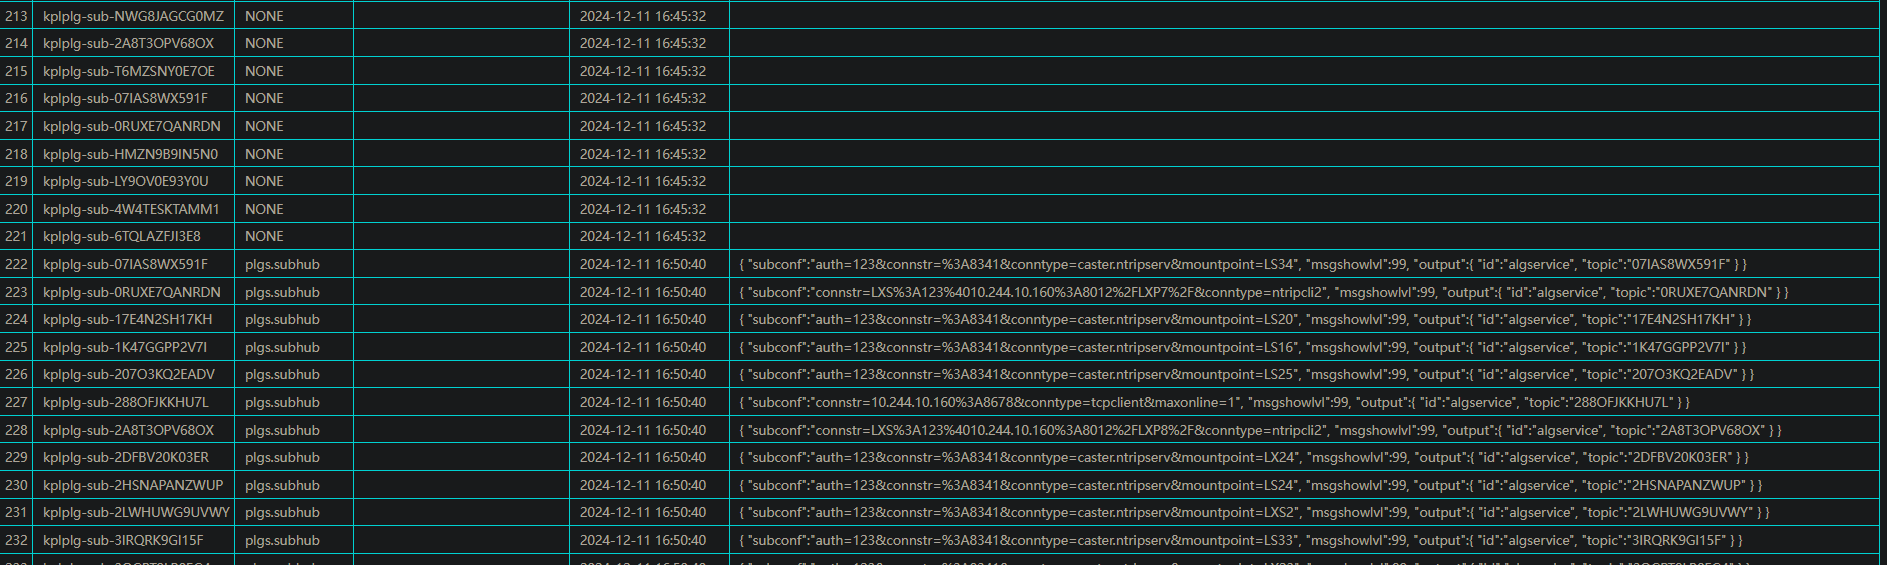 213 kplplg-sub-NWG8JAGCG0MZ NONE 2024-12-11 16:45:32
214 kplplg-sub-2A8T3OPV68OX NONE 2024-12-11 16:45:32
215 kplplg-sub-T6MZSNY0E7OE NONE 2024-12-11 16:45:32
216 kplplg-sub-07IAS8WX591F NONE 2024-12-11 16:45:32
217 kplplg-sub-0RUXE7QANRDN NONE 2024-12-11 16:45:32
218 kplplg-sub-HMZN9B9IN5N0 NONE 2024-12-11 16:45:32
219 kplplg-sub-LY9OV0E93Y0U NONE 2024-12-11 16:45:32
220 kplplg-sub-4W4TESKTAMM1 NONE 2024-12-11 16:45:32
221 kplplg-sub-6TQLAZFJI3E8 NONE 2024-12-11 16:45:32
222 kplplg-sub-07IAS8WX591F plgs.subhub 2024-12-11 16:50:40 { "subconf":"auth=123&connstr=%3A8341&conntype=caster.ntripserv&mountpoint=LS34", "msgshowlvl":99, "output":{ "id":"algservice", "topic":"07IAS8WX591F" } }
223 kplplg-sub-0RUXE7QANRDN plgs.subhub 2024-12-11 16:50:40 { "subconf":"connstr=LXS%3A123%4010.244.10.160%3A8012%2FLXP7%2F&conntype=ntripcli2", "msgshowlvl":99, "output":{ "id":"algservice", "topic":"0RUXE7QANRDN" } }
224 kplplg-sub-17E4N2SH17KH plgs.subhub 2024-12-11 16:50:40 { "subconf":"auth=123&connstr=%3A8341&conntype=caster.ntripserv&mountpoint=LS20", "msgshowlvl":99, "output":{ "id":"algservice", "topic":"17E4N2SH17KH" } }
225 kplplg-sub-1K47GGPP2V7I plgs.subhub 2024-12-11 16:50:40 { "subconf":"auth=123&connstr=%3A8341&conntype=caster.ntripserv&mountpoint=LS16", "msgshowlvl":99, "output":{ "id":"algservice", "topic":"1K47GGPP2V7I" } }
226 kplplg-sub-207O3KQ2EADV plgs.subhub 2024-12-11 16:50:40 { "subconf":"auth=123&connstr=%3A8341&conntype=caster.ntripserv&mountpoint=LS25", "msgshowlvl":99, "output":{ "id":"algservice", "topic":"207O3KQ2EADV" } }
227 kplplg-sub-288OFJKKHU7L plgs.subhub 2024-12-11 16:50:40 { "subconf":"connstr=10.244.10.160%3A8678&conntype=tcpclient&maxonline=1", "msgshowlvl":99, "output":{ "id":"algservice", "topic":"288OFJKKHU7L" } }
228 kplplg-sub-2A8T3OPV68OX plgs.subhub 2024-12-11 16:50:40 { "subconf":"connstr=LXS%3A123%4010.244.10.160%3A8012%2FLXP8%2F&conntype=ntripcli2", "msgshowlvl":99, "output":{ "id":"algservice", "topic":"2A8T3OPV68OX" } }
229 kplplg-sub-2DFBV20K03ER plgs.subhub 2024-12-11 16:50:40 { "subconf":"auth=123&connstr=%3A8341&conntype=caster.ntripserv&mountpoint=LX24", "msgshowlvl":99, "output":{ "id":"algservice", "topic":"2DFBV20K03ER" } }
230 kplplg-sub-2HSNAPANZWUP plgs.subhub 2024-12-11 16:50:40 { "subconf":"auth=123&connstr=%3A8341&conntype=caster.ntripserv&mountpoint=LS24", "msgshowlvl":99, "output":{ "id":"algservice", "topic":"2HSNAPANZWUP" } }
231 kplplg-sub-2LWHUWG9UVWY plgs.subhub 2024-12-11 16:50:40 { "subconf":"auth=123&connstr=%3A8341&conntype=caster.ntripserv&mountpoint=LXS2", "msgshowlvl":99, "output":{ "id":"algservice", "topic":"2LWHUWG9UVWY" } }
232 kplplg-sub-3IRQRK9GI15F plgs.subhub 2024-12-11 16:50:40 { "subconf":"auth=123&connstr=%3A8341&conntype=caster.ntripserv&mountpoint=LS33", "msgshowlvl":99, "output":{ "id":"algservice", "topic":"3IRQRK9GI15F" } }